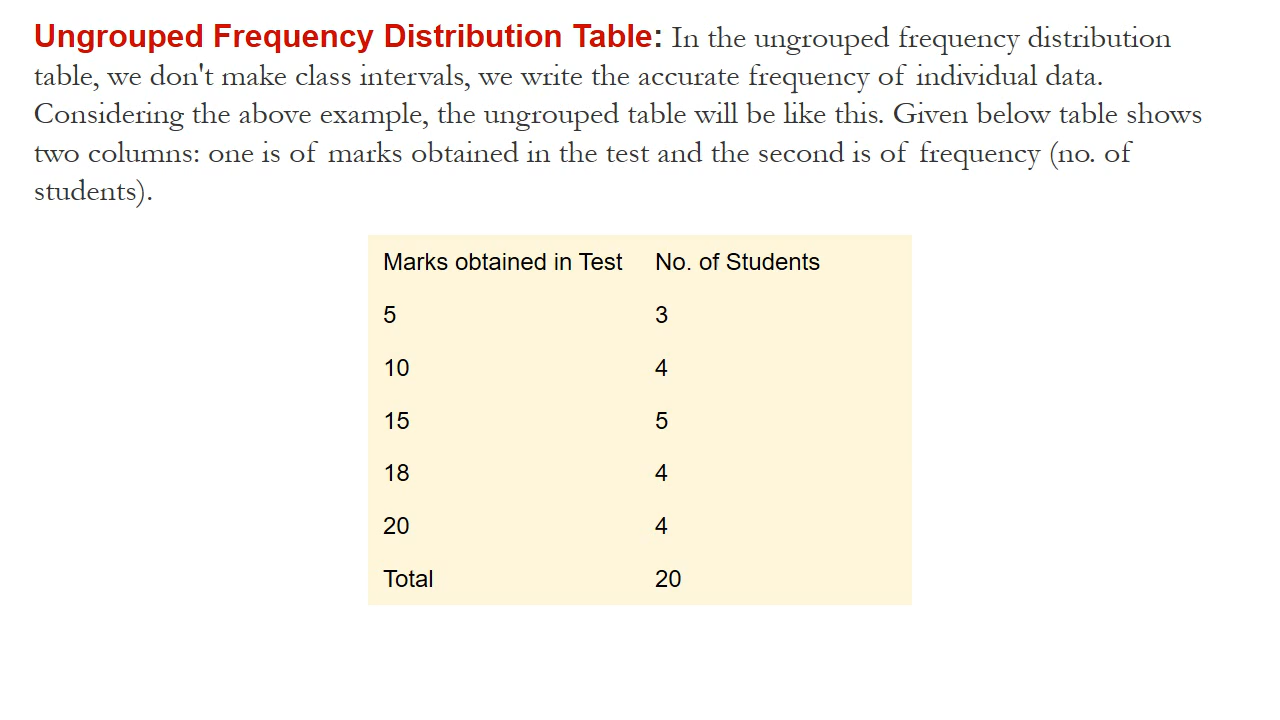 Ungrouped Frequency Distribution Table: In the ungrouped frequency distribution
table, we don't make class intervals, we write the accurate frequency of individual data.
Considering the above example, the ungrouped table will be like this. Given below table shows
two columns: one is of marks obtained in the test and the second is of frequency (no. of
students).
Marks obtained in Test No. of Students
5 3
10 4
15 5
18 4
20 4
Total 20